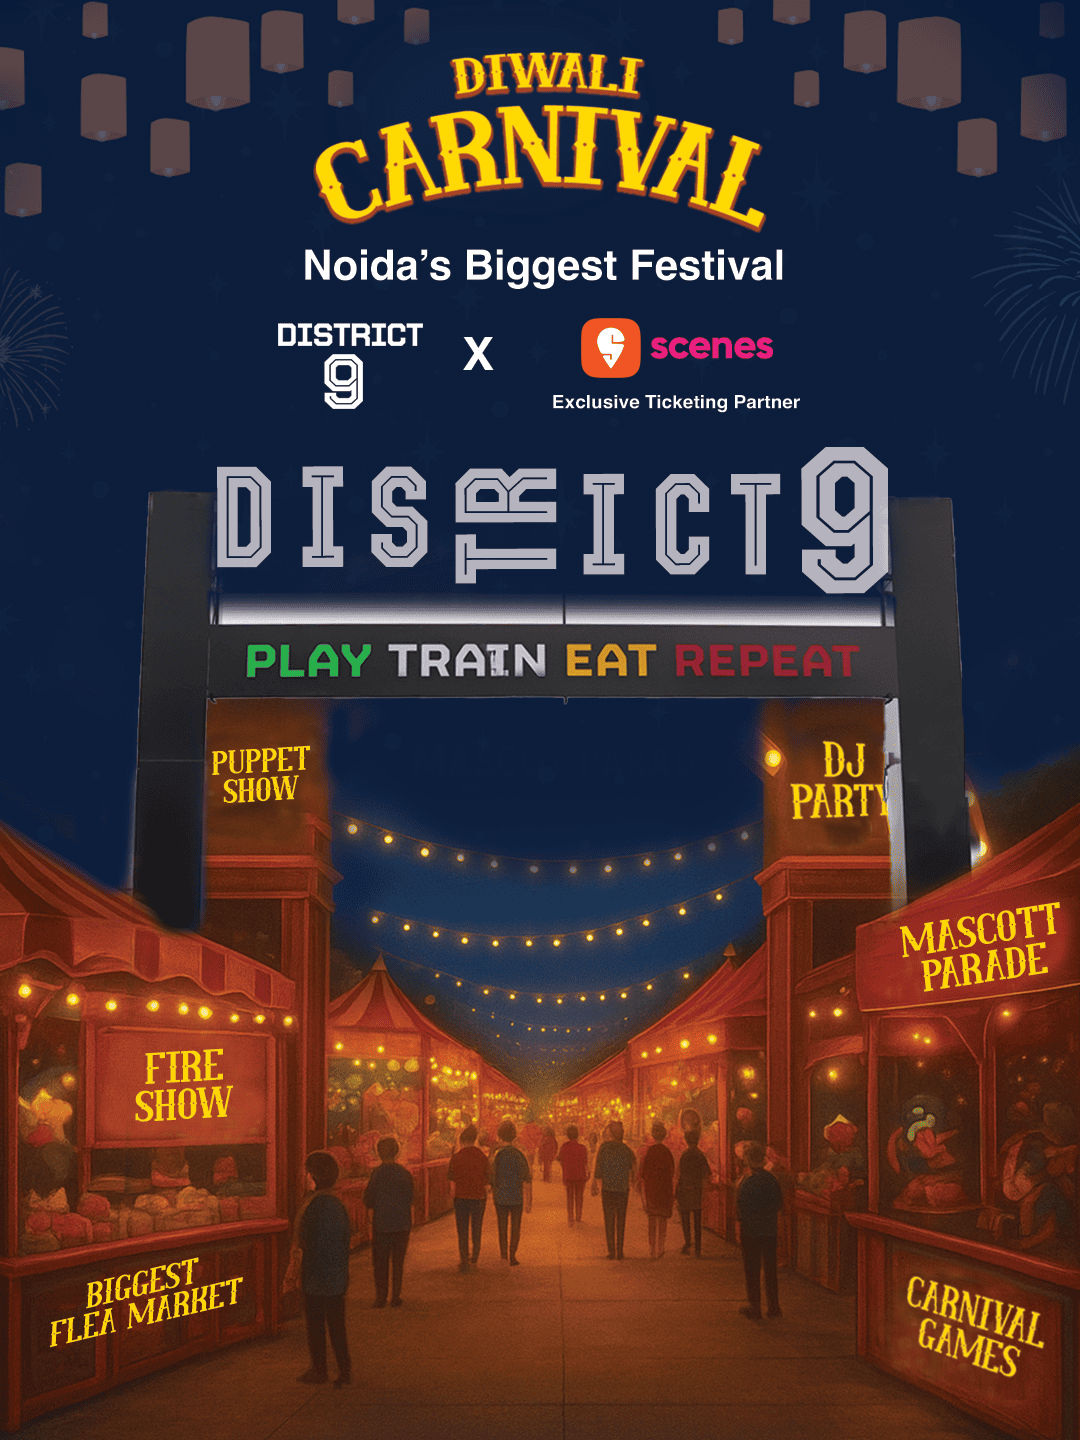 DIWALI
CARNIVAL
Noida's Biggest Festival
DISTRICT
9
X
scenes
Exclusive Ticketing Partner
DISTRICT9
PLAY TRAIN EAT REPEAT
PUPPET
SHOW
DJ
PARTY
MASCOTT
PARADE
FIRE
SHOW
BIGGEST
FLEA MARKET
CARNIVAL
GAMES